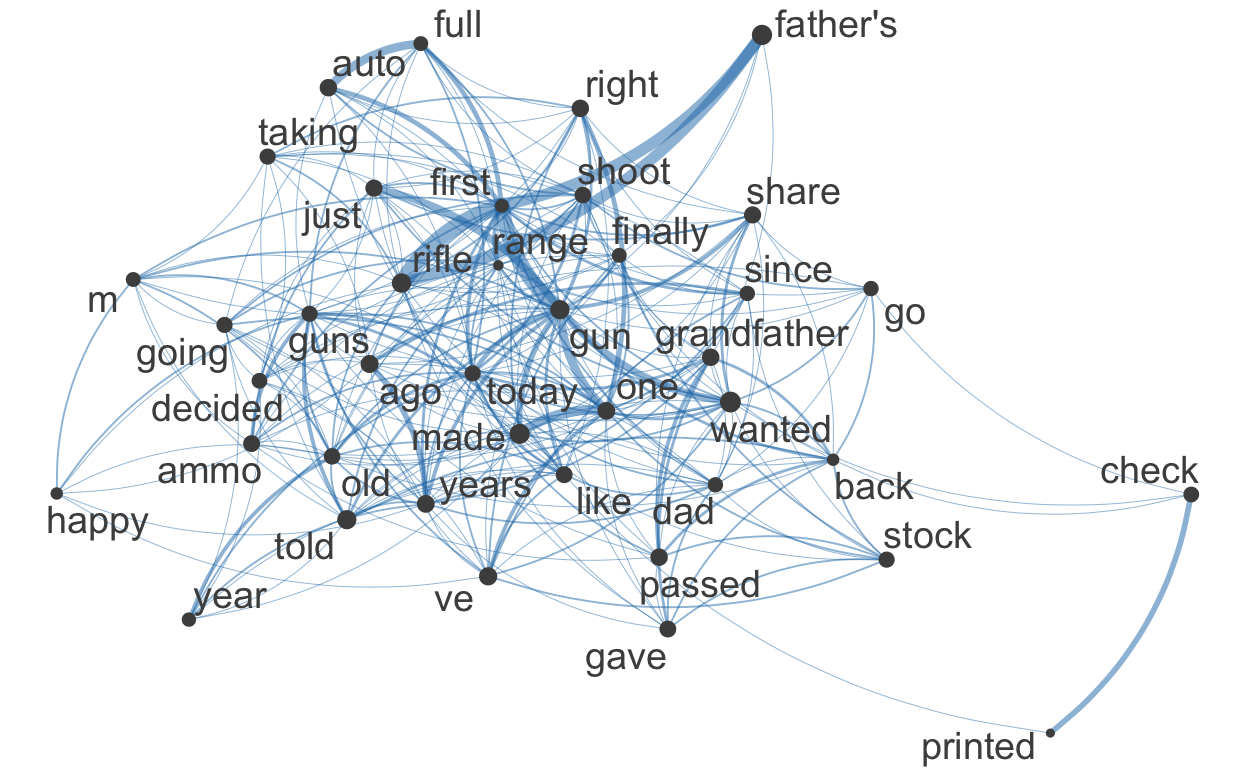 full
father's
auto
right
taking
shoot
first
share
just
finally
range
rifle
since
m
go
gun
grandfather
guns
going
ago
today
one
decided
wanted
made
ammo
check
old
years
back
like
dad
happy
stock
told
passed
year
ve
gave
printed